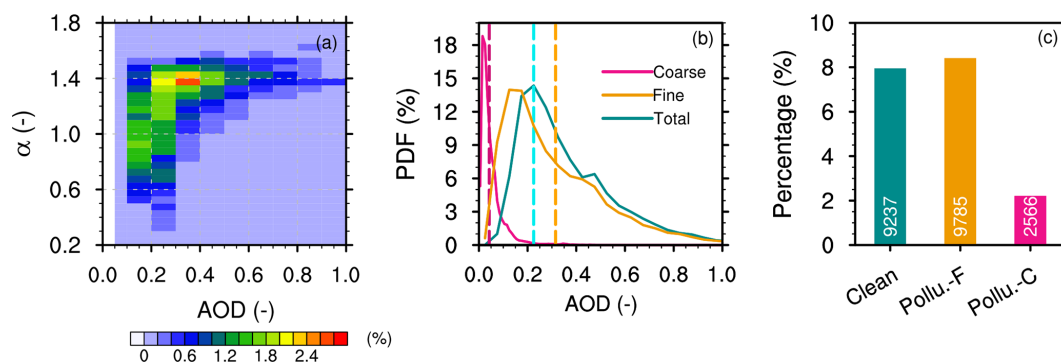 1.8
1.4
1.0
0.6
0.2
α (-)
(a)
0.0 0.2 0.4 0.6 0.8 1.0
AOD (-)
0 0.6 1.2 1.8 2.4
(%)
18
15
12
9
6
3
0
PDF (%)
(b)
Coarse
Fine
Total
0.0 0.2 0.4 0.6 0.8 1.0
AOD (-)
10
8
6
4
2
0
Percentage (%)
(c)
9237
9785
2566
Clean
Pollu.-F
Pollu.-C